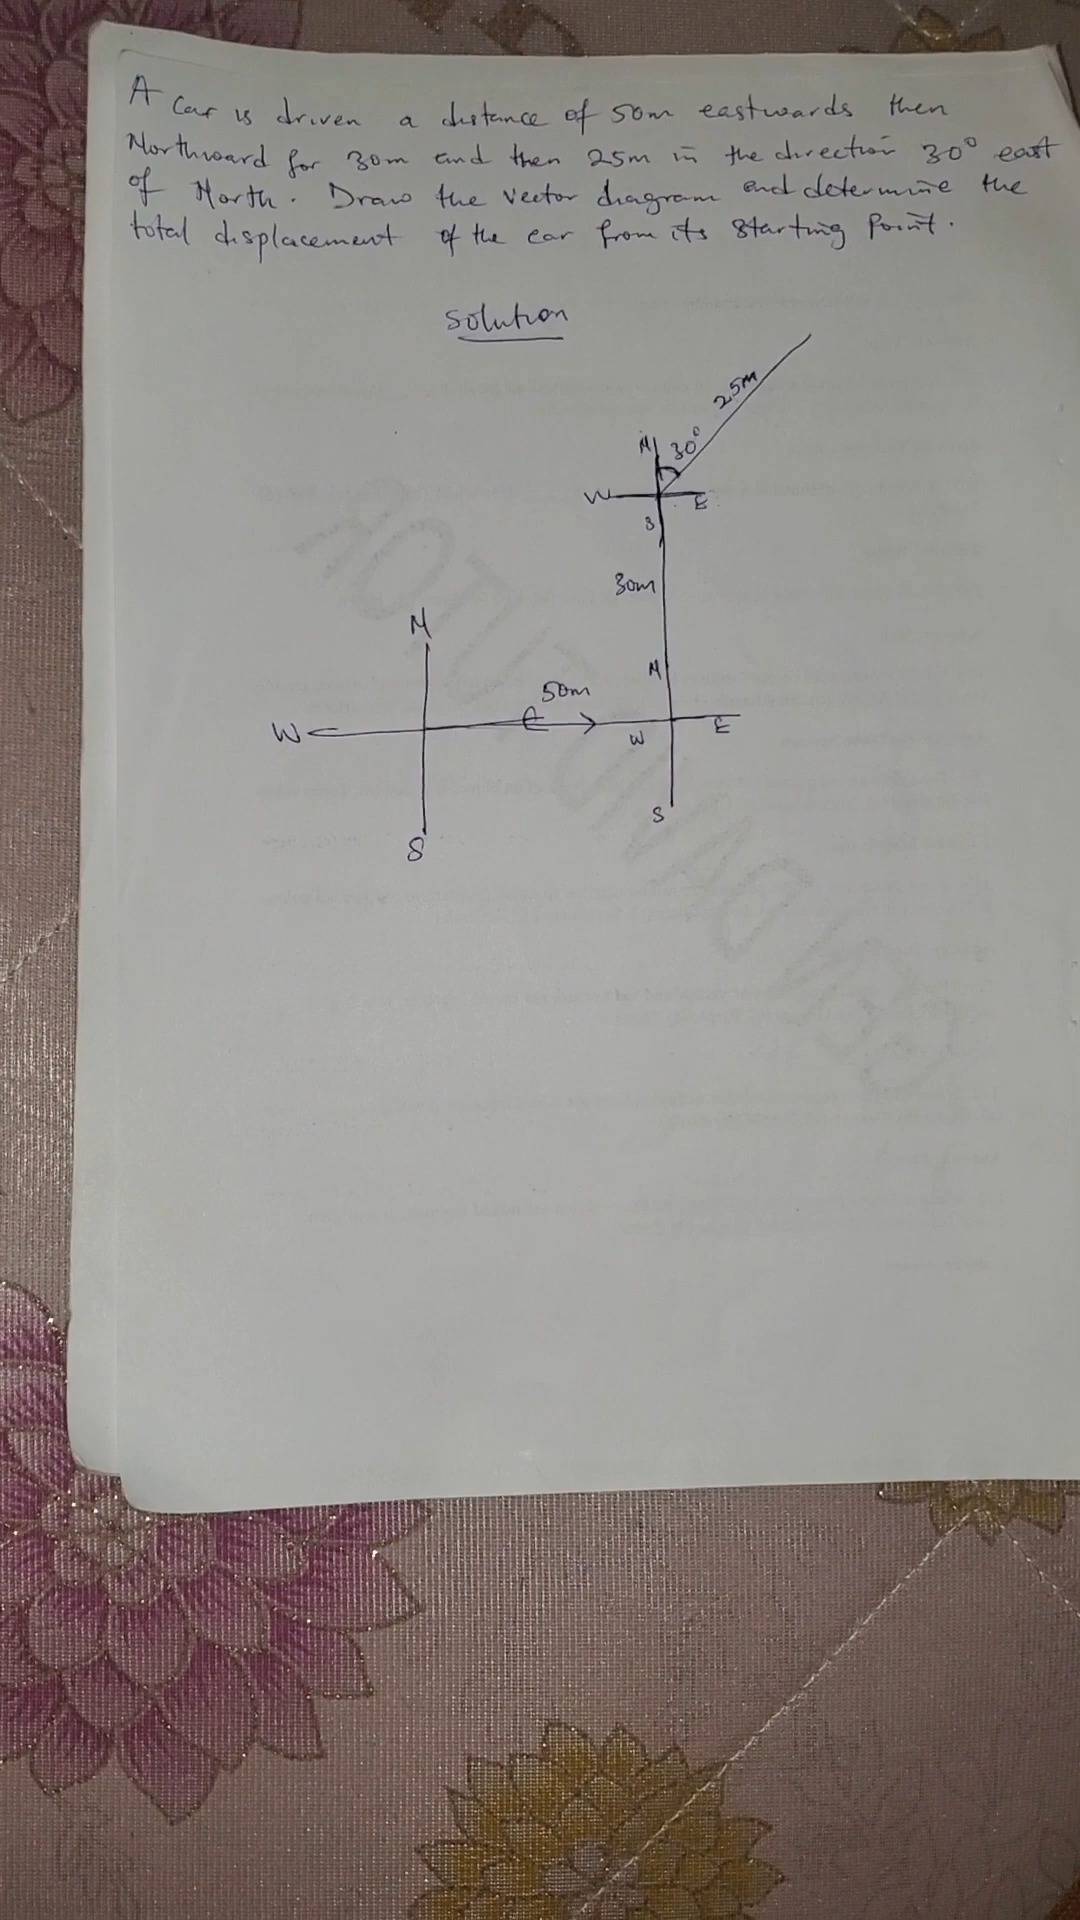 A car is driven a distance of 50m eastwards then
Northward for 30m and then 25m in the direction 30° east
of North. Draw the vector diagram and determine the
total displacement of the car from its starting point.
Solution
25m
N 30°
W E
S
30m
N
50m
N
W E
W E
S
S